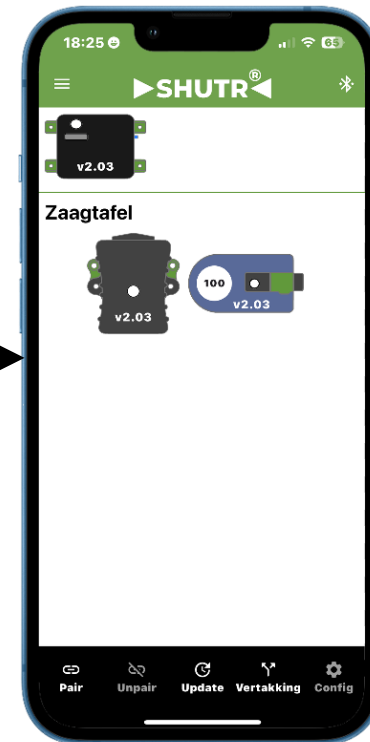 18:25
65
SHUTR®
v2.03
Zaagtafel
v2.03
100
v2.03
Pair
Unpair
Update
Vertakking
Config